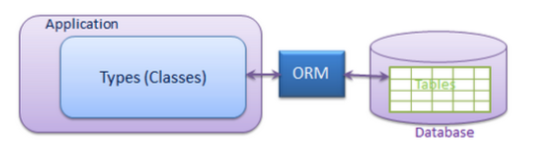 Application
Types (Classes)
ORM
Tables
Database